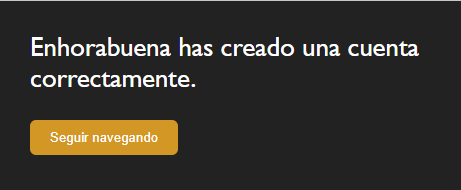 Enhorabuena has creado una cuenta
correctamente.
Seguir navegando